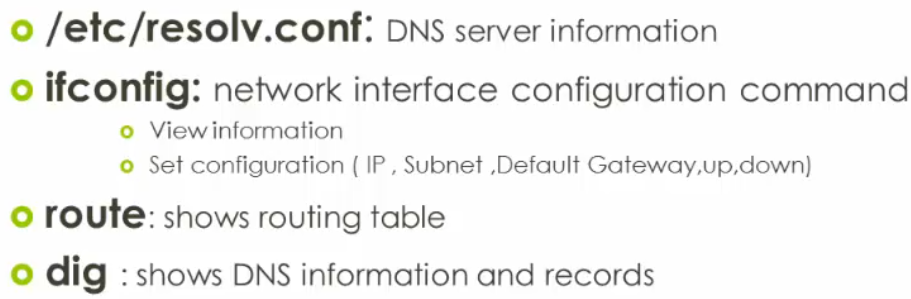 /etc/resolv.conf: DNS server information
ifconfig: network interface configuration command
View information
Set configuration ( IP , Subnet ,Default Gateway,up,down)
route: shows routing table
dig : shows DNS information and records